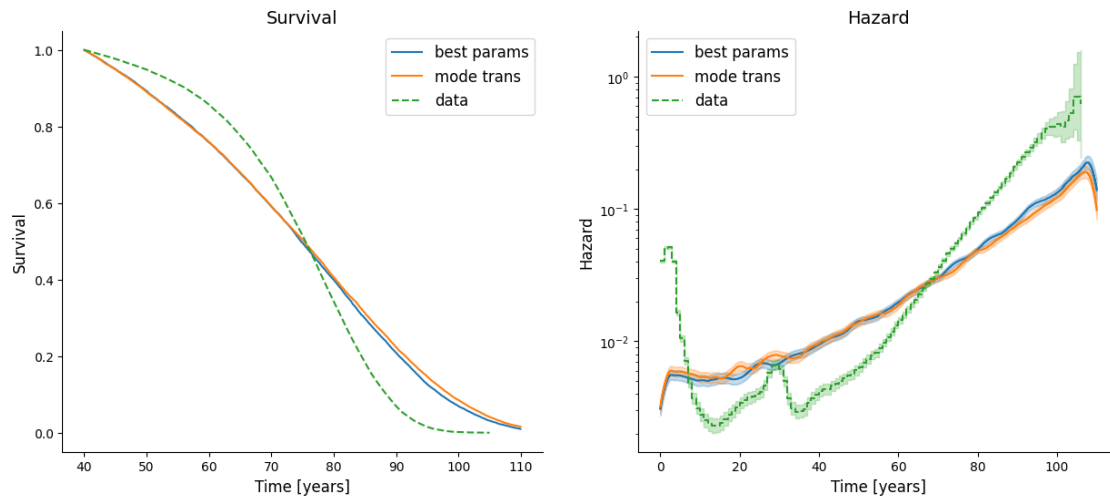 Survival
1.0
0.8
0.6
0.4
0.2
0.0
Survival
best params
mode trans
data
40
50
60
70
80
90
100
110
Time [years]
Hazard
10⁰
10⁻¹
10⁻²
Hazard
best params
mode trans
data
0
20
40
60
80
100
Time [years]